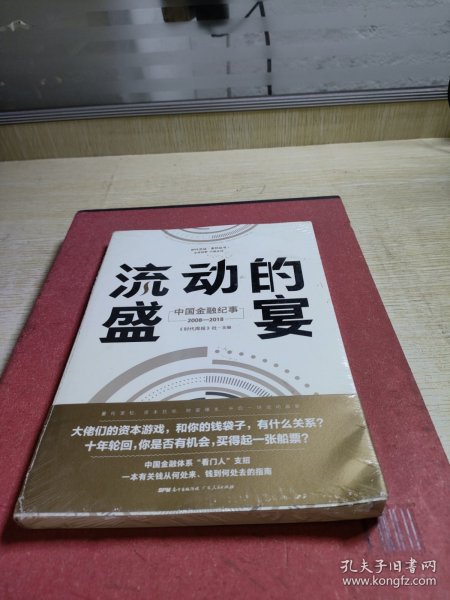 流动的
盛宴
中国金融纪事
2008—2018
《时代周报》社 主编
大佬们的资本游戏，和你的钱袋子，有什么关系？
十年轮回，你是否有机会，买得起一张船票？
中国金融体系“看门人”支招
一本有关钱从何处来、钱到何处去的指南
孔夫子旧书网
www.kongfz.com